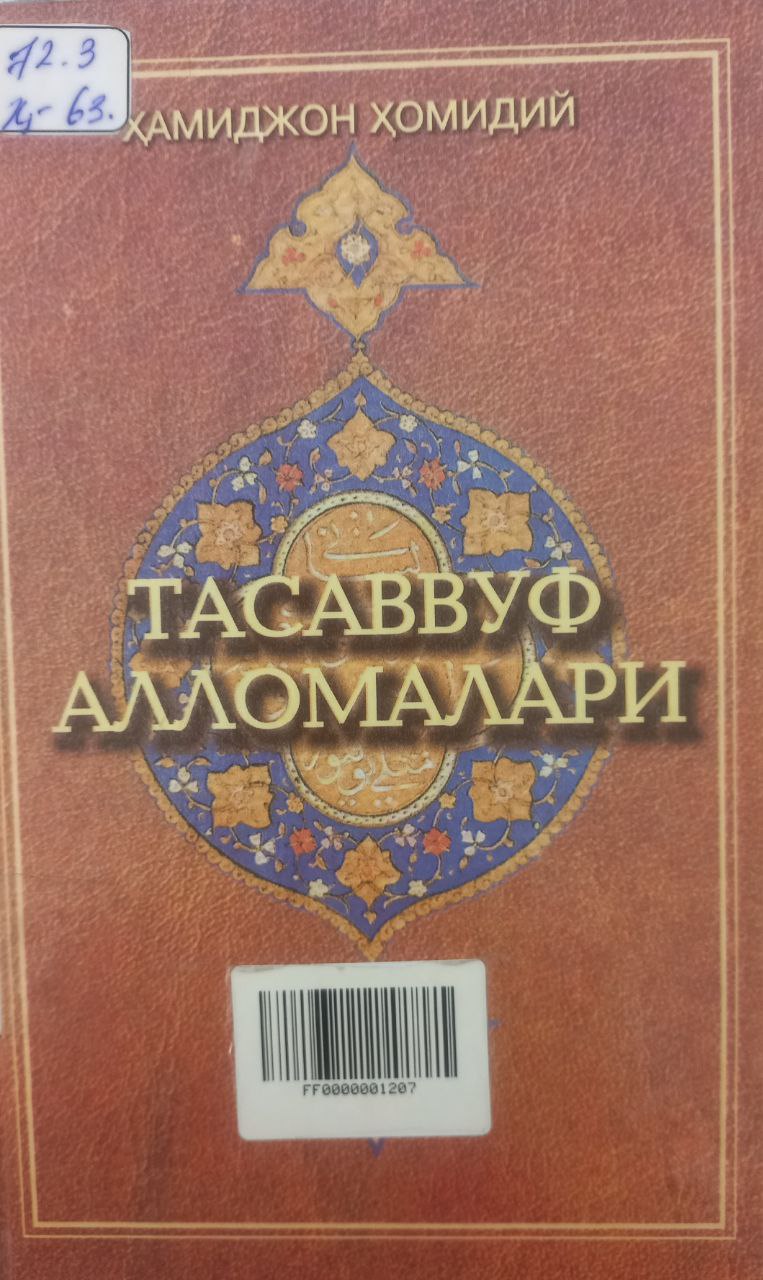 72.3
Ҳ-63.
ҲАМИДЖОН ҲОМИДИЙ
ТАСАВВУФ
АЛЛОМАЛАРИ
FF0000001207